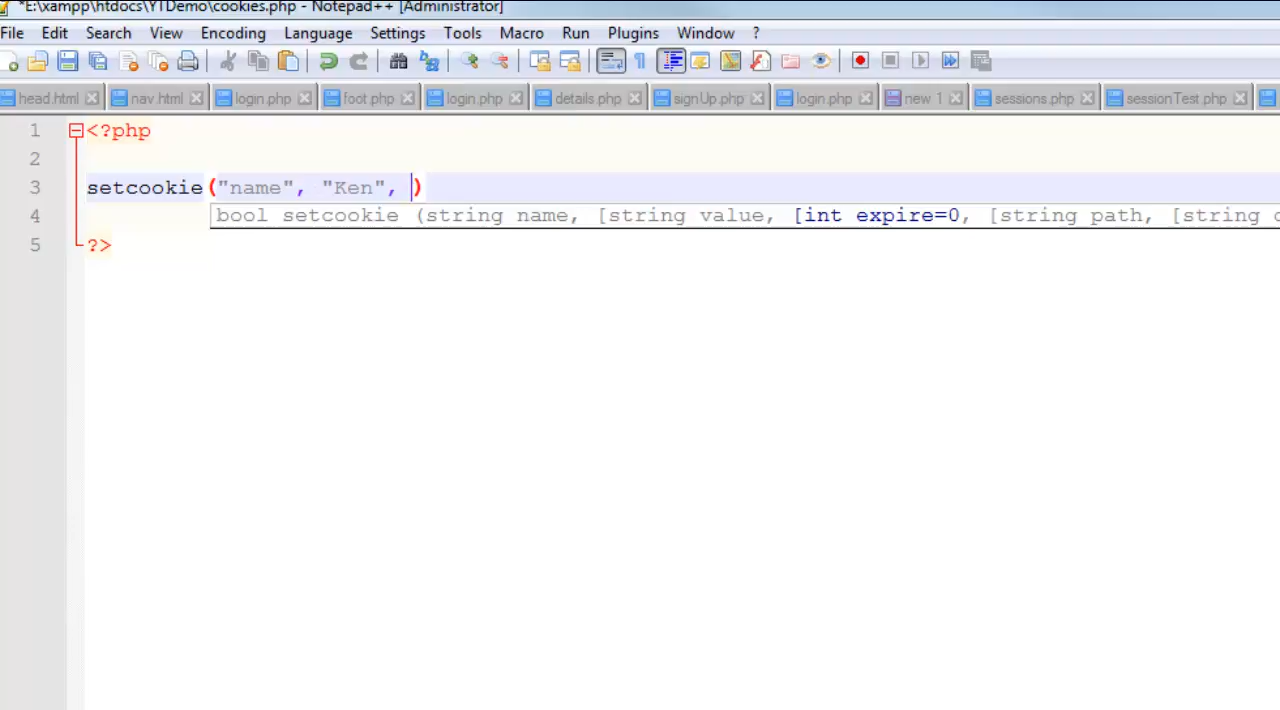 *E:\xampp\htdocs\YTDemo\cookies.php - Notepad++ [Administrator]
File Edit Search View Encoding Language Settings Tools Macro Run Plugins Window ?
head.html nav.html login.php foot.php login.php details.php signUp.php login.php new 1 sessions.php sessionTest.php
1 <?php
2
3 setcookie("name", "Ken", )
4 bool setcookie (string name, [string value, [int expire=0, [string path, [string
5 ?>